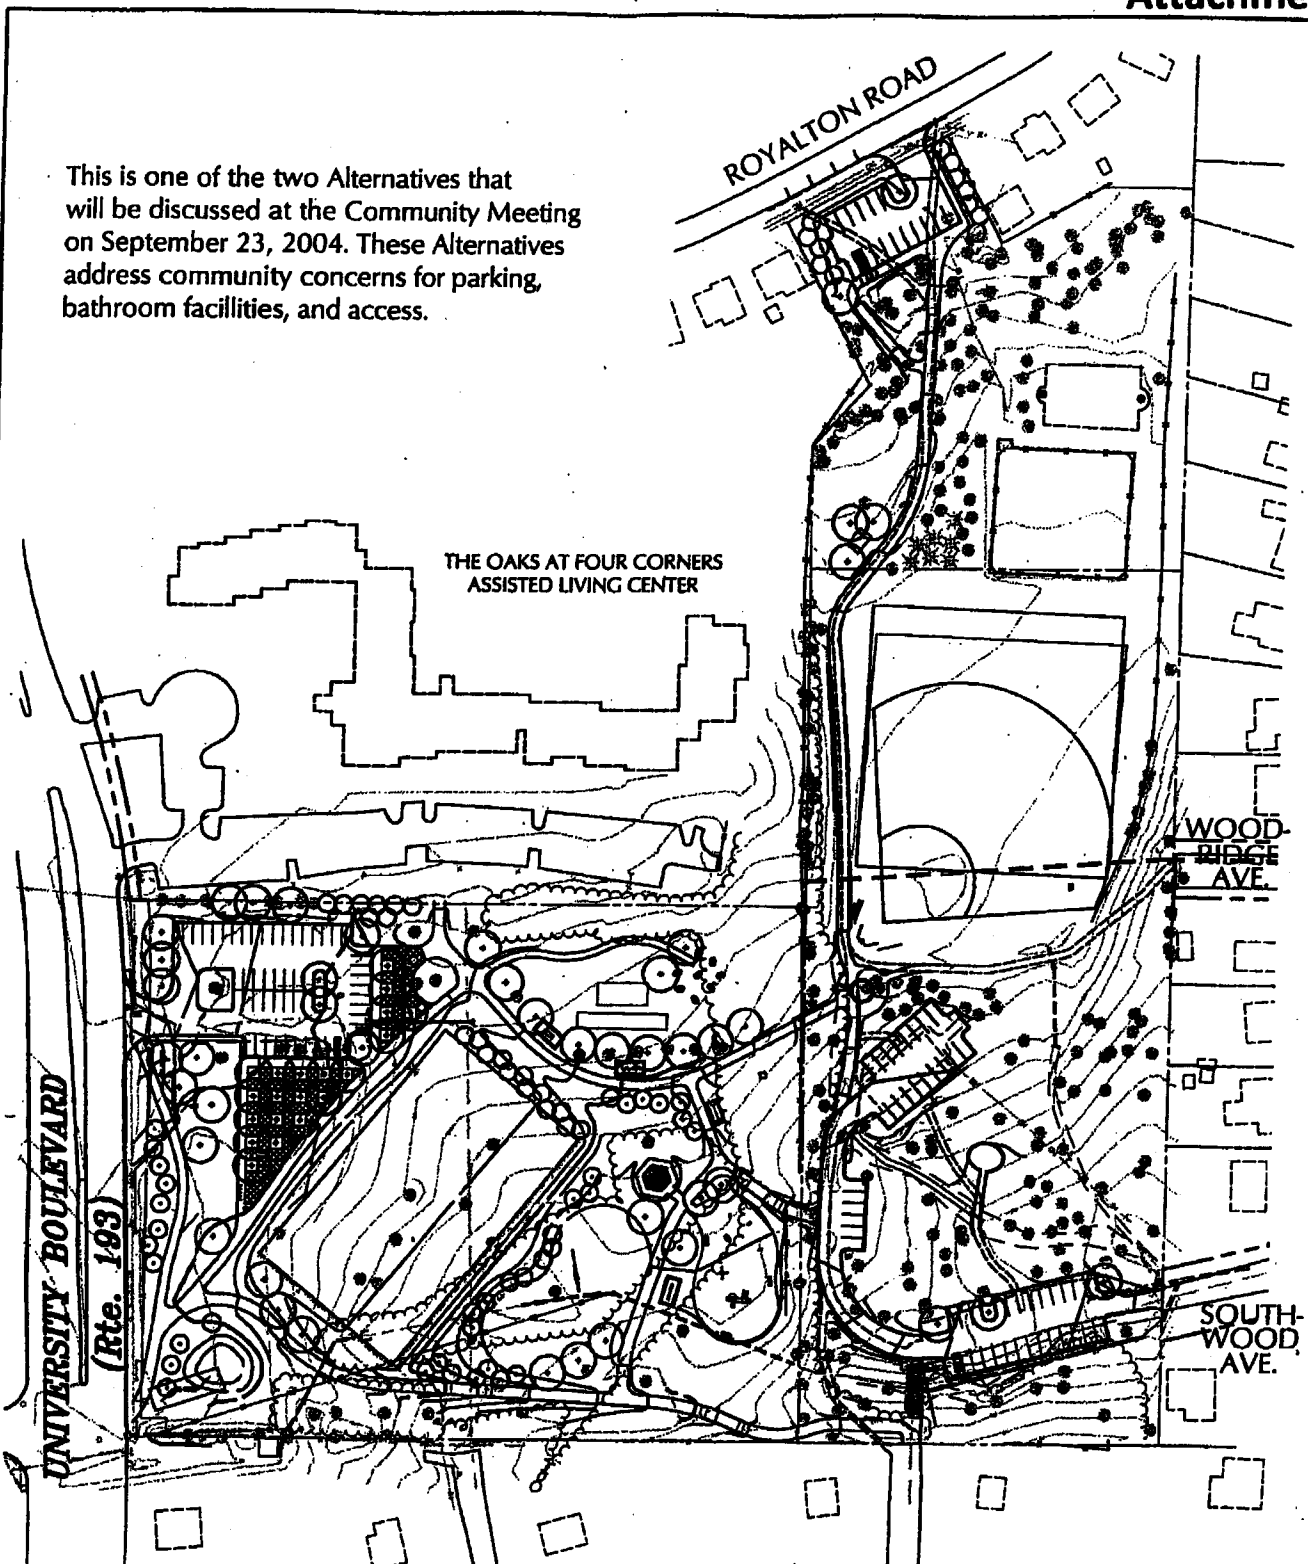 This is one of the two Alternatives that
will be discussed at the Community Meeting
on September 23, 2004. These Alternatives
address community concerns for parking,
bathroom facillities, and access.
ROYALTON ROAD
THE OAKS AT FOUR CORNERS
ASSISTED LIVING CENTER
WOOD-
RIDGE
AVE.
UNIVERSITY BOULEVARD
(Rte. 193)
SOUTH-
WOOD
AVE.